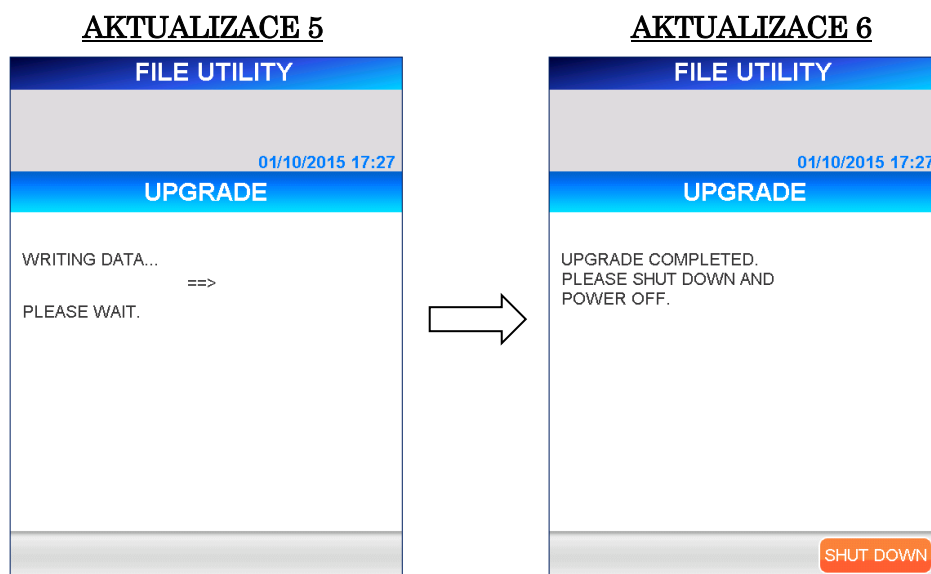 AKTUALIZACE 5
FILE UTILITY
01/10/2015 17:27
UPGRADE
WRITING DATA...
==>
PLEASE WAIT.
AKTUALIZACE 6
FILE UTILITY
01/10/2015 17:27
UPGRADE
UPGRADE COMPLETED.
PLEASE SHUT DOWN AND
POWER OFF.
SHUT DOWN